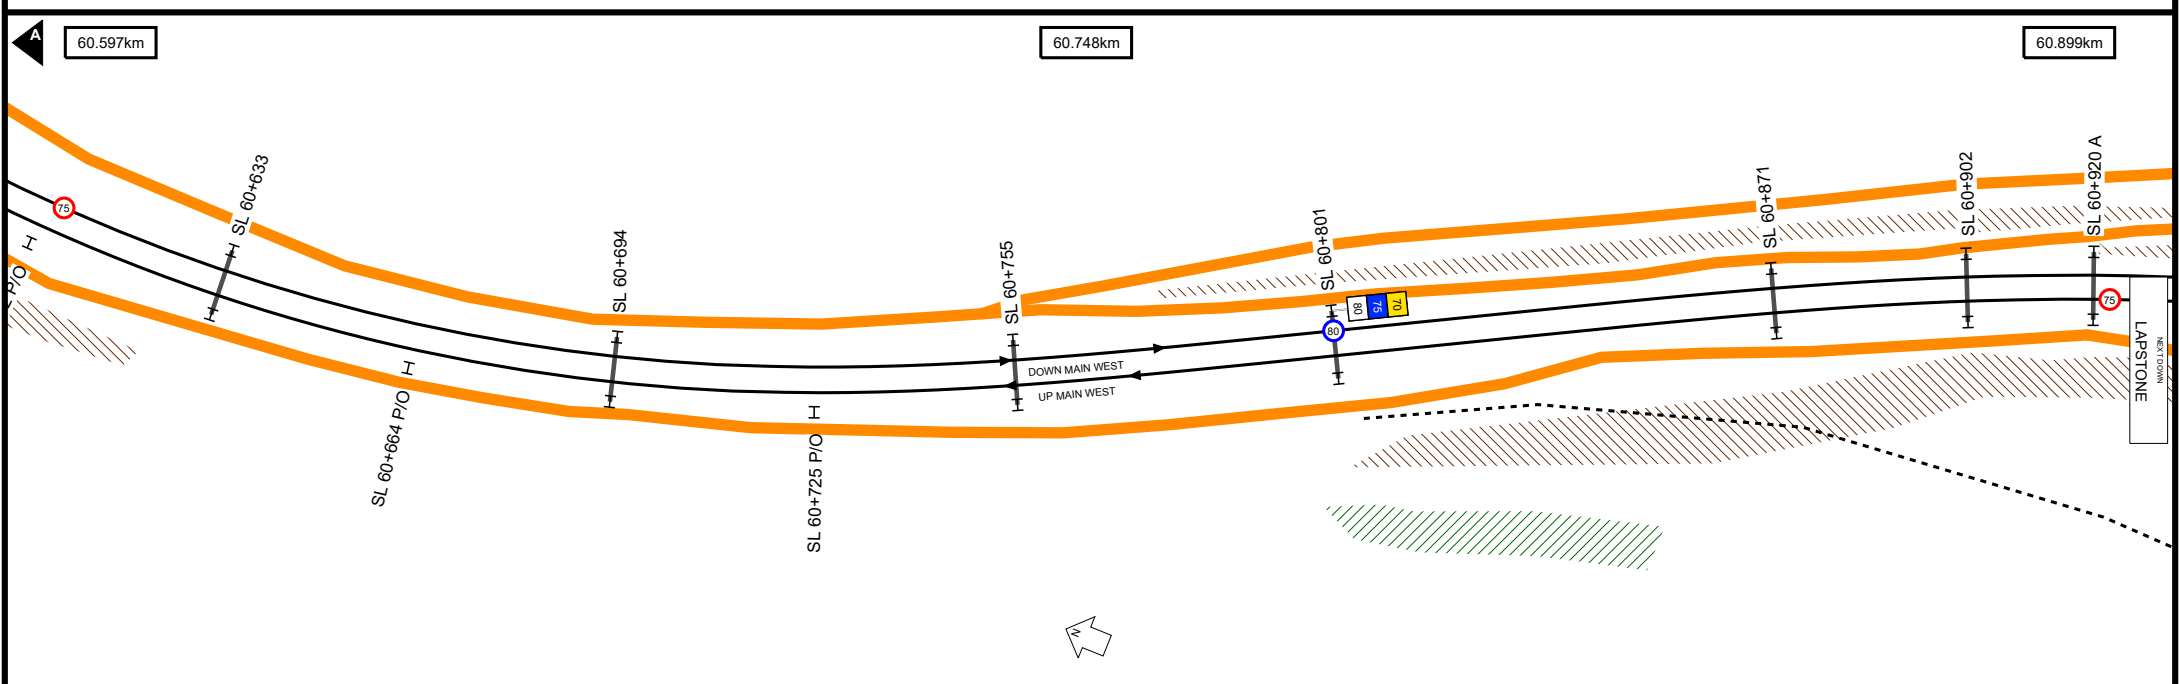 A
60.597km
60.748km
60.899km
75
SL 60+633
SL 60+694
SL 60+755
SL 60+801
SL 60+871
SL 60+902
SL 60+920 A
P/O
SL 60+664 P/O
SL 60+725 P/O
80
80
75
70
75
DOWN MAIN WEST
UP MAIN WEST
NEXT DOWN
LAPSTONE
N